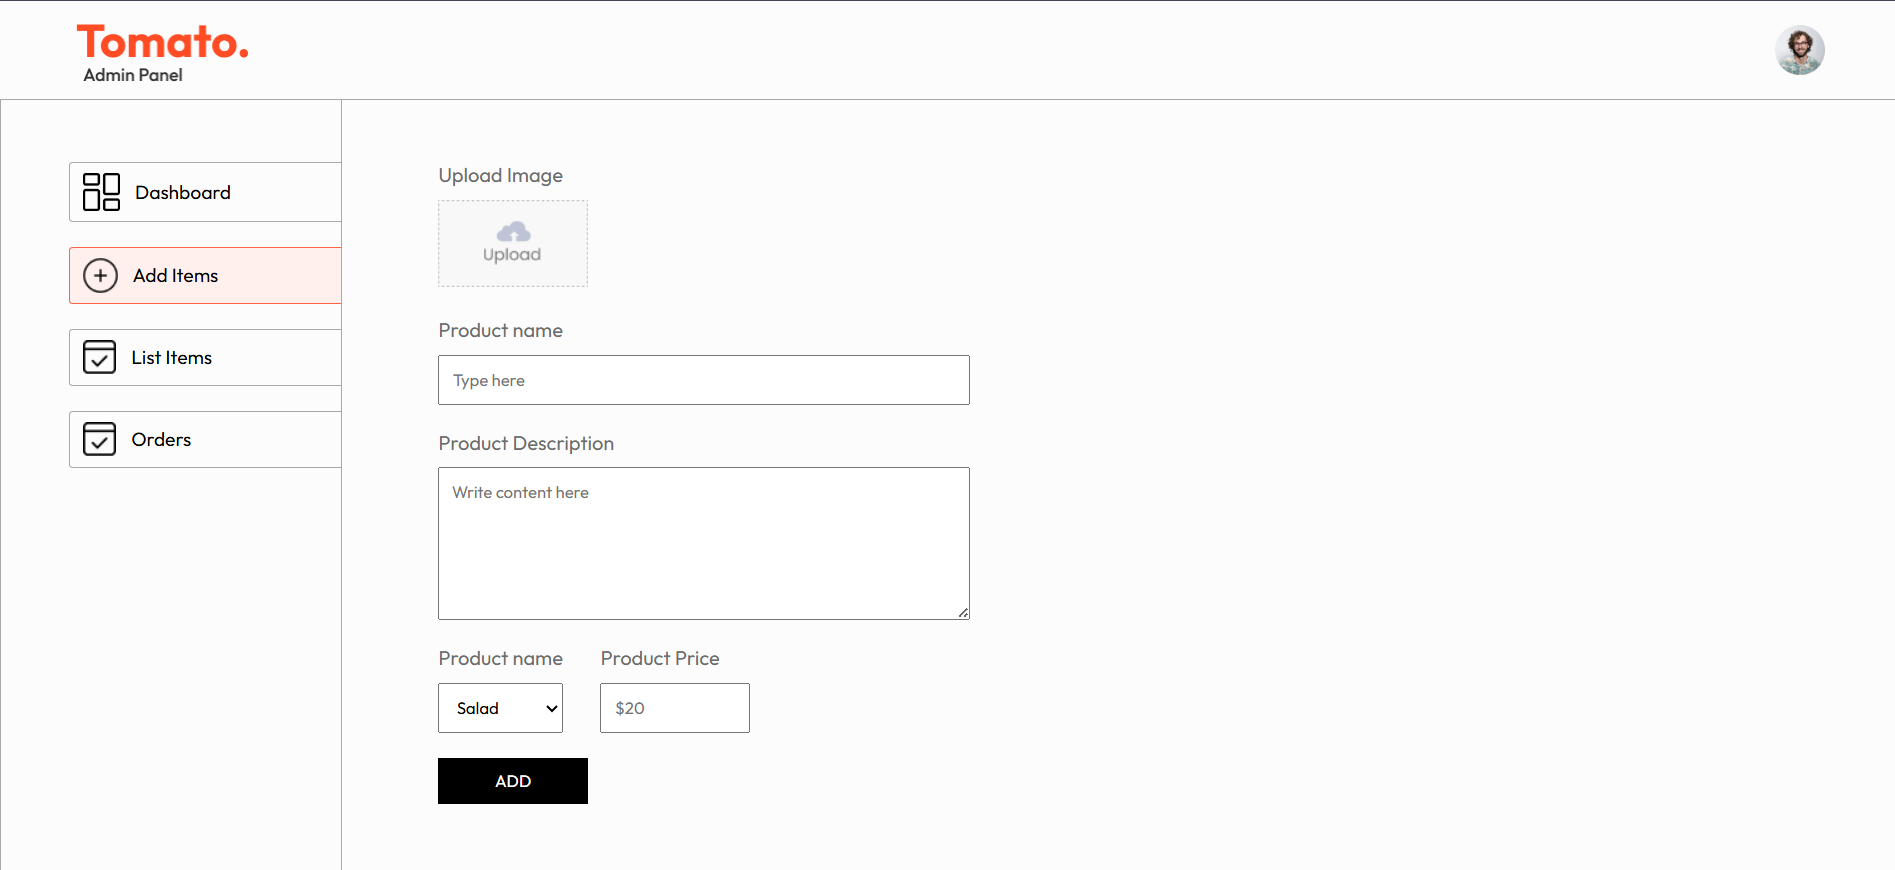 Tomato.
Admin Panel
Dashboard
Add Items
List Items
Orders
Upload Image
Upload
Product name
Type here
Product Description
Write content here
Product name Product Price
Salad $20
ADD